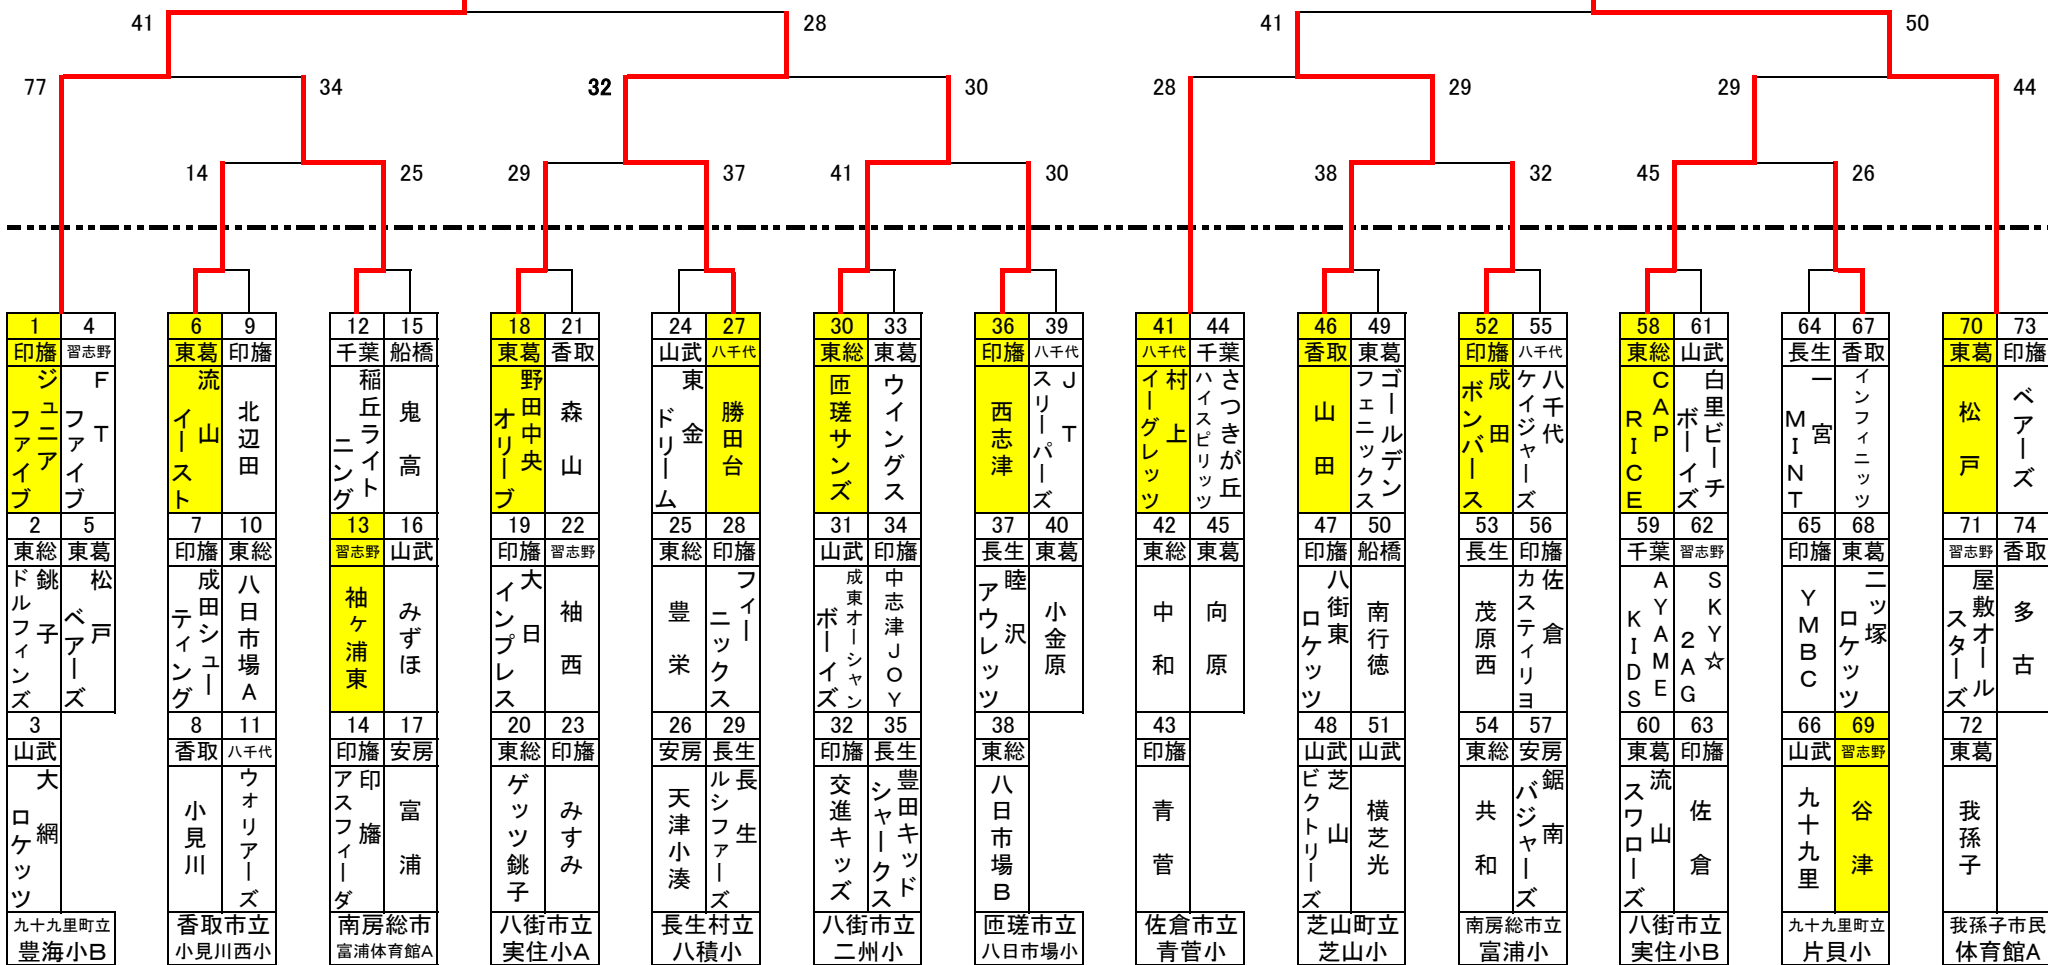 41 28 41 50
77 34 32 30 28 29 29 44
14 25 29 37 41 30 38 32 45 26
1 4 6 9 12 15 18 21 24 27 30 33 36 39 41 44 46 49 52 55 58 61 64 67 70 73
印旛 習志野 東葛 印旛 千葉 船橋 東葛 香取 山武 八千代 東総 東葛 印旛 八千代 八千代 千葉 香取 東葛 印旛 八千代 東総 山武 長生 香取 東葛 印旛
ジュニアファイブ
FTファイブ
流山イースト
北辺田
稲丘ライトニング
鬼高
野田中央オリーブ
森山
東金ドリーム
勝田台
匝瑳サンズ
ウイングス
西志津
JTスリーパーズ
村上イーグレッツ
さつきが丘ハイスピリッツ
山田
ゴールデンフェニックス
成田ボンバース
八千代ケイジャーズ
CAP RICE
白里ビーチボーイズ
一宮MINT
インフィニッツ
松戸
ベアーズ
2 5 7 10 13 16 19 22 25 28 31 34 37 40 42 45 47 50 53 56 59 62 65 68 71 74
東総 東葛 印旛 東総 習志野 山武 印旛 習志野 東総 印旛 山武 印旛 長生 東葛 東総 東葛 印旛 船橋 長生 印旛 千葉 習志野 印旛 東葛 習志野 香取
銚子ドルフィンズ
松戸ベアーズ
成田シューティング
八日市場A
袖ヶ浦東
みずほ
大日インプレス
袖西
豊栄
フィーニックス
成東オーシャンボーイズ
中志津JOY
睦沢アウレッツ
小金原
中和
向原
八街東ロケッツ
南行徳
茂原西
佐倉カスティリヨ
AYAME KIDS
SKY☆2AG
YMBC
二ッ塚ロケッツ
屋敷オールスターズ
多古
3 8 11 14 17 20 23 26 29 32 35 38 43 48 51 54 57 60 63 66 69 72
山武 香取 八千代 印旛 安房 東総 印旛 安房 長生 印旛 長生 東総 印旛 山武 山武 東総 安房 東葛 印旛 山武 習志野 東葛
大網ロケッツ
小見川
ウォリアーズ
印旛アスフィーダ
富浦
ゲッツ銚子
みすみ
天津小湊
長生ルシファーズ
交進キッズ
豊田キッドシャークス
八日市場B
青菅
芝山ビクトリーズ
横芝光
共和
鋸南バジャーズ
流山スワローズ
佐倉
九十九里
谷津
我孫子
九十九里町立 香取市立 南房総市 八街市立 長生村立 八街市立 匝瑳市立 佐倉市立 芝山町立 南房総市立 八街市立 九十九里町立 我孫子市民
豊海小B 小見川西小 富浦体育館A 実住小A 八積小 二州小 八日市場小 青菅小 芝山小 富浦小 実住小B 片貝小 体育館A